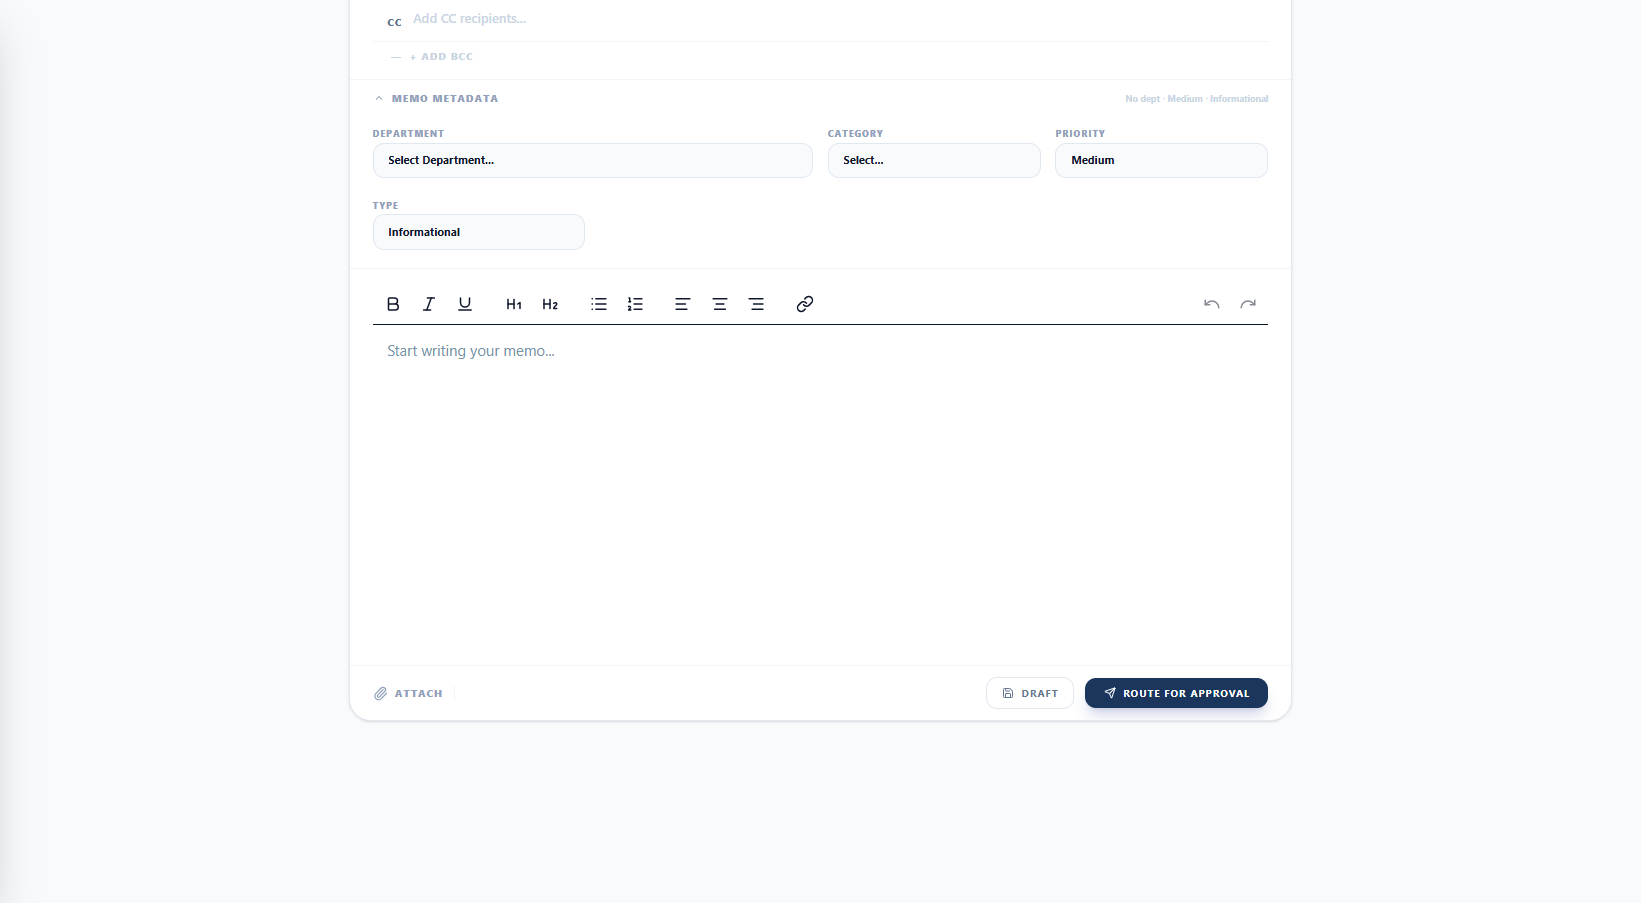 CC Add CC recipients...
— + ADD BCC
MEMO METADATA No dept · Medium · Informational
DEPARTMENT CATEGORY PRIORITY
Select Department... Select... Medium
TYPE
Informational
B I U H1 H2
Start writing your memo...
ATTACH DRAFT ROUTE FOR APPROVAL